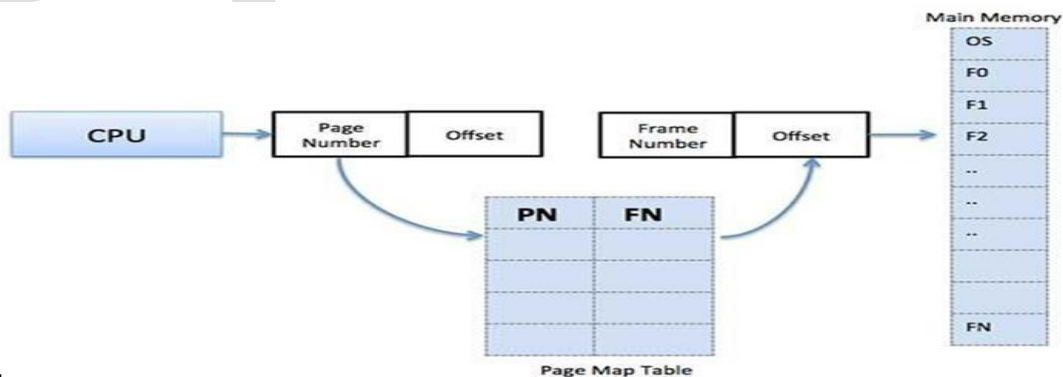 Main Memory
OS
F0
F1
F2
..
..
..
FN
CPU
Page
Number
Offset
Frame
Number
Offset
PN FN
Page Map Table